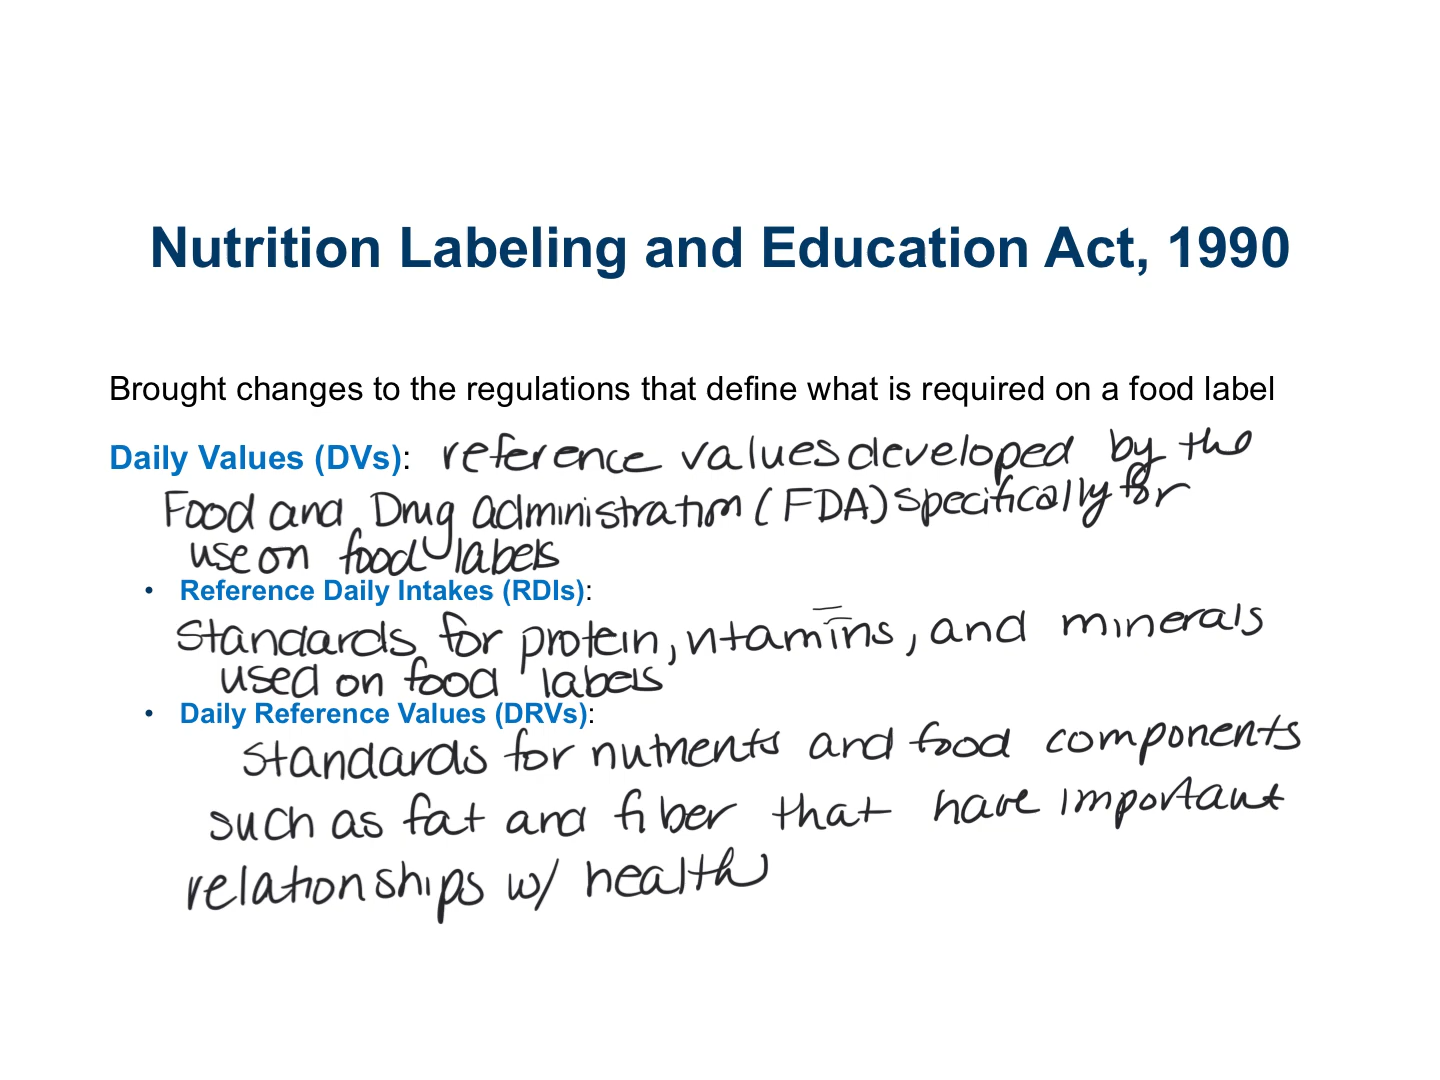 Nutrition Labeling and Education Act, 1990
Brought changes to the regulations that define what is required on a food label
Daily Values (DVs): reference values developed by the
Food and Drug Administration (FDA) specifically for
use on food labels
• Reference Daily Intakes (RDIs):
Standards for protein, vitamins, and minerals
used on food labels
• Daily Reference Values (DRVs):
Standards for nutrients and food components
such as fat and fiber that have important
relationships w/ health